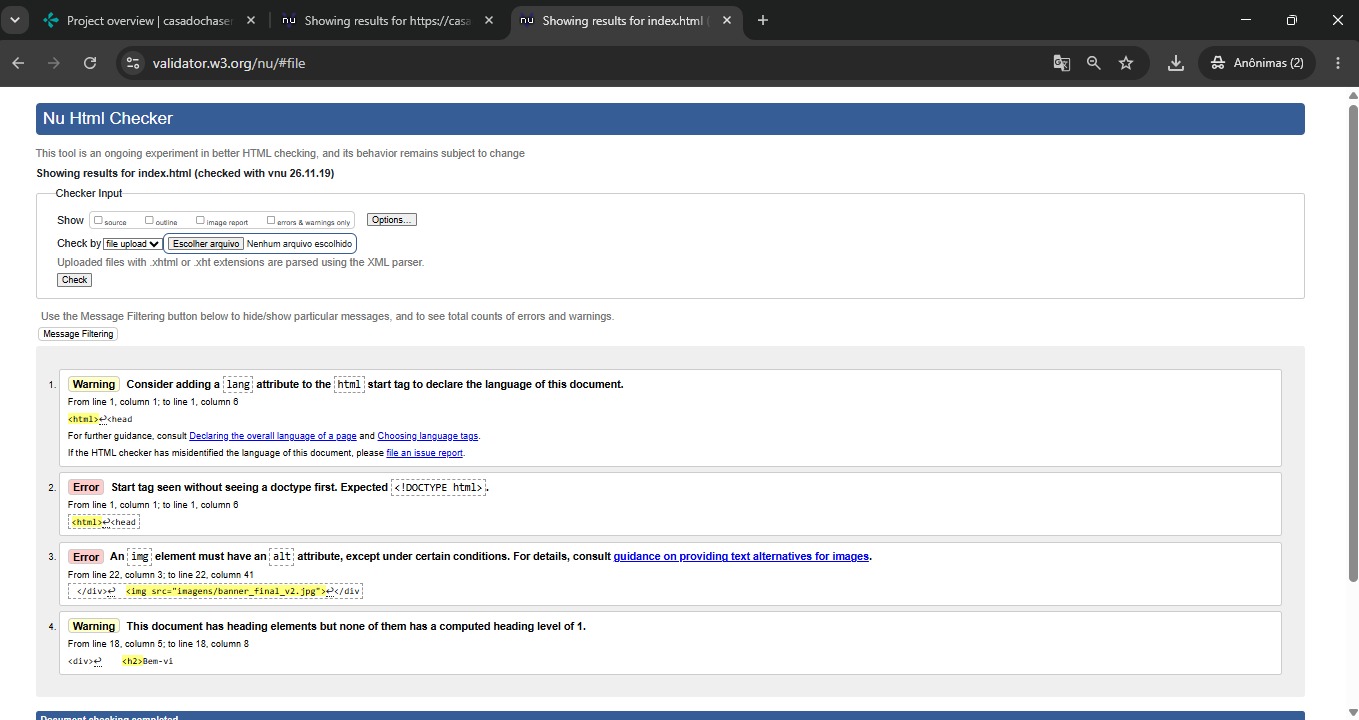 Project overview | casadochaser
Showing results for https://casa
Showing results for index.html (
validator.w3.org/nu/#file
Anônimas (2)
Nu Html Checker
This tool is an ongoing experiment in better HTML checking, and its behavior remains subject to change
Showing results for index.html (checked with vnu 26.11.19)
Checker Input
Show source outline image report errors & warnings only Options...
Check by file upload Escolher arquivo Nenhum arquivo escolhido
Uploaded files with .xhtml or .xht extensions are parsed using the XML parser.
Check
Use the Message Filtering button below to hide/show particular messages, and to see total counts of errors and warnings.
Message Filtering
1. Warning Consider adding a lang attribute to the html start tag to declare the language of this document.
From line 1, column 1; to line 1, column 6
<html>↩<head
For further guidance, consult Declaring the overall language of a page and Choosing language tags.
If the HTML checker has misidentified the language of this document, please file an issue report.
2. Error Start tag seen without seeing a doctype first. Expected <!DOCTYPE html>.
From line 1, column 1; to line 1, column 6
<html>↩<head
3. Error An img element must have an alt attribute, except under certain conditions. For details, consult guidance on providing text alternatives for images.
From line 22, column 3; to line 22, column 41
</div>↩ <img src="imagens/banner_final_v2.jpg">↩</div
4. Warning This document has heading elements but none of them has a computed heading level of 1.
From line 18, column 5; to line 18, column 8
<div>↩ <h2>Bem-vi
Document checking completed